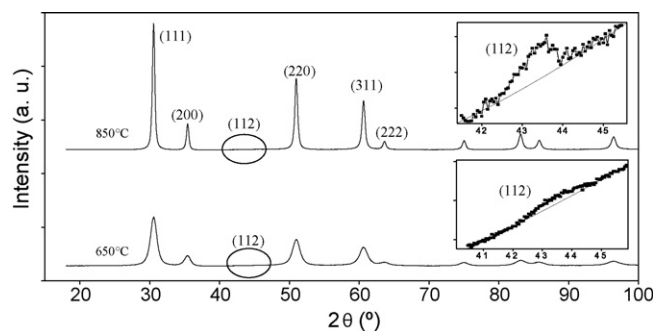 Intensity (a. u.)
(111)
(200)
(112)
(220)
(311)
(222)
850°C
(112)
42 43 44 45
(112)
650°C
(112)
41 42 43 44 45
20 30 40 50 60 70 80 90 100
2θ (º)